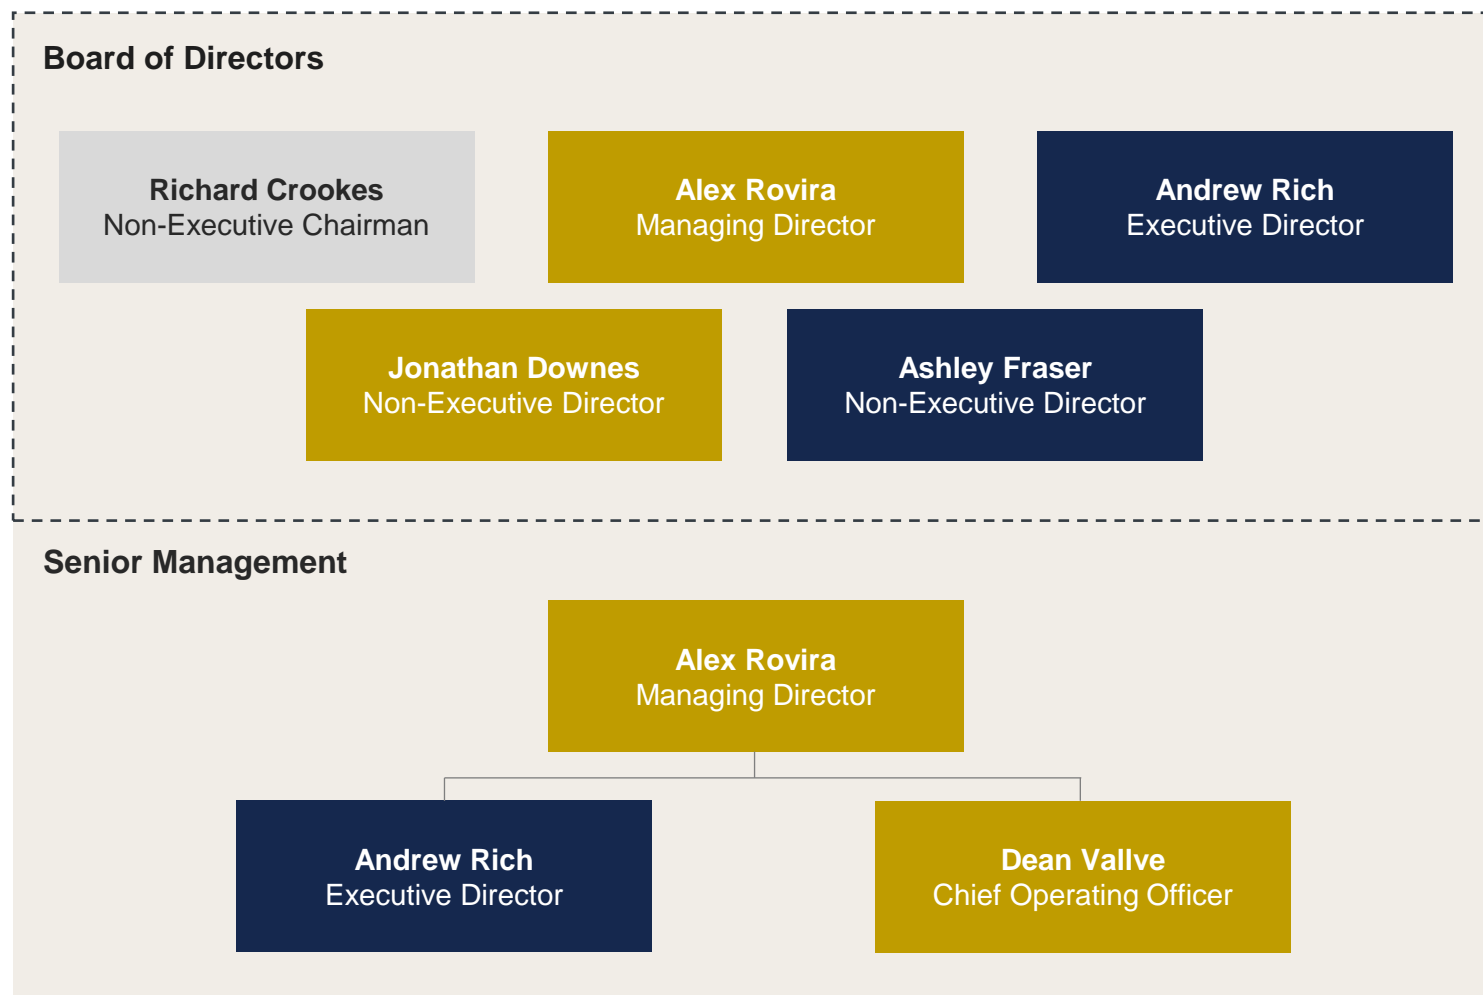 Board of Directors
Richard Crookes
Non-Executive Chairman
Alex Rovira
Managing Director
Andrew Rich
Executive Director
Jonathan Downes
Non-Executive Director
Ashley Fraser
Non-Executive Director
Senior Management
Alex Rovira
Managing Director
Andrew Rich
Executive Director
Dean Vallve
Chief Operating Officer